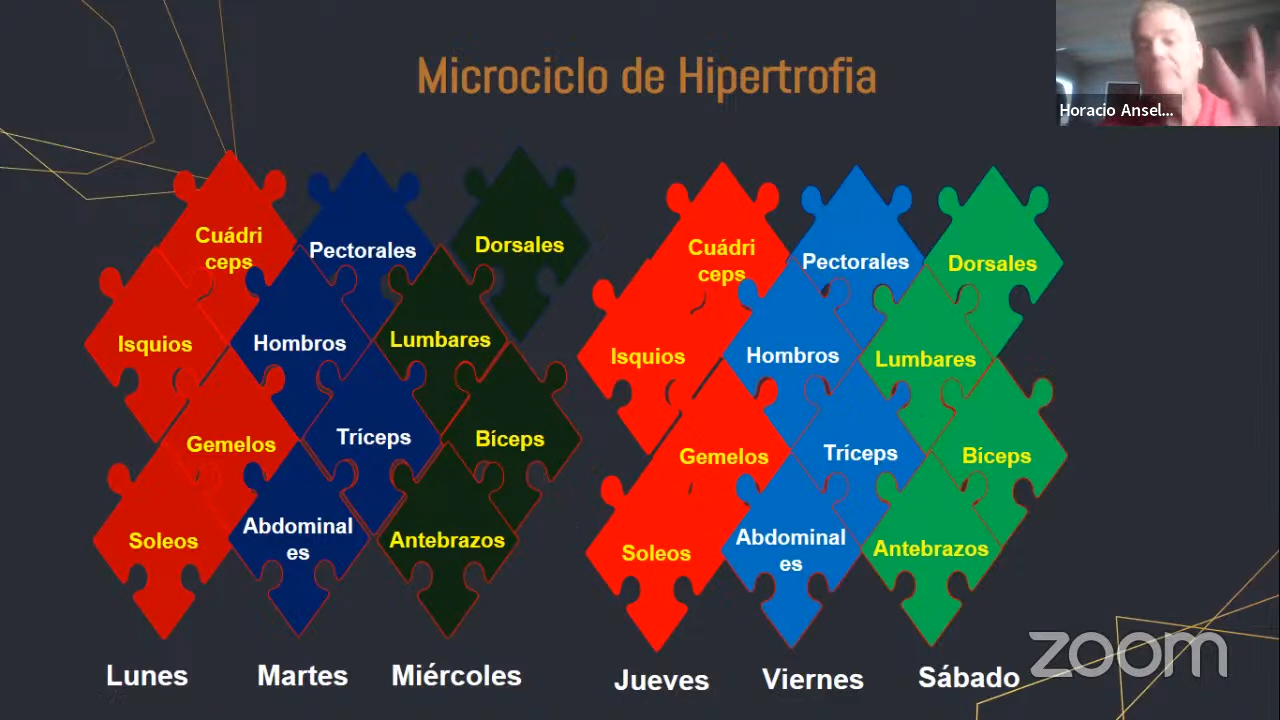 Microciclo de Hipertrofia
Horacio Ansel...
Cuádri
ceps
Pectorales
Dorsales
Isquios
Hombros
Lumbares
Gemelos
Tríceps
Bíceps
Soleos
Abdominal
es
Antebrazos
Lunes
Martes
Miércoles
Cuádri
ceps
Pectorales
Dorsales
Isquios
Hombros
Lumbares
Gemelos
Tríceps
Bíceps
Soleos
Abdominal
es
Antebrazos
Jueves
Viernes
Sábado
zoom